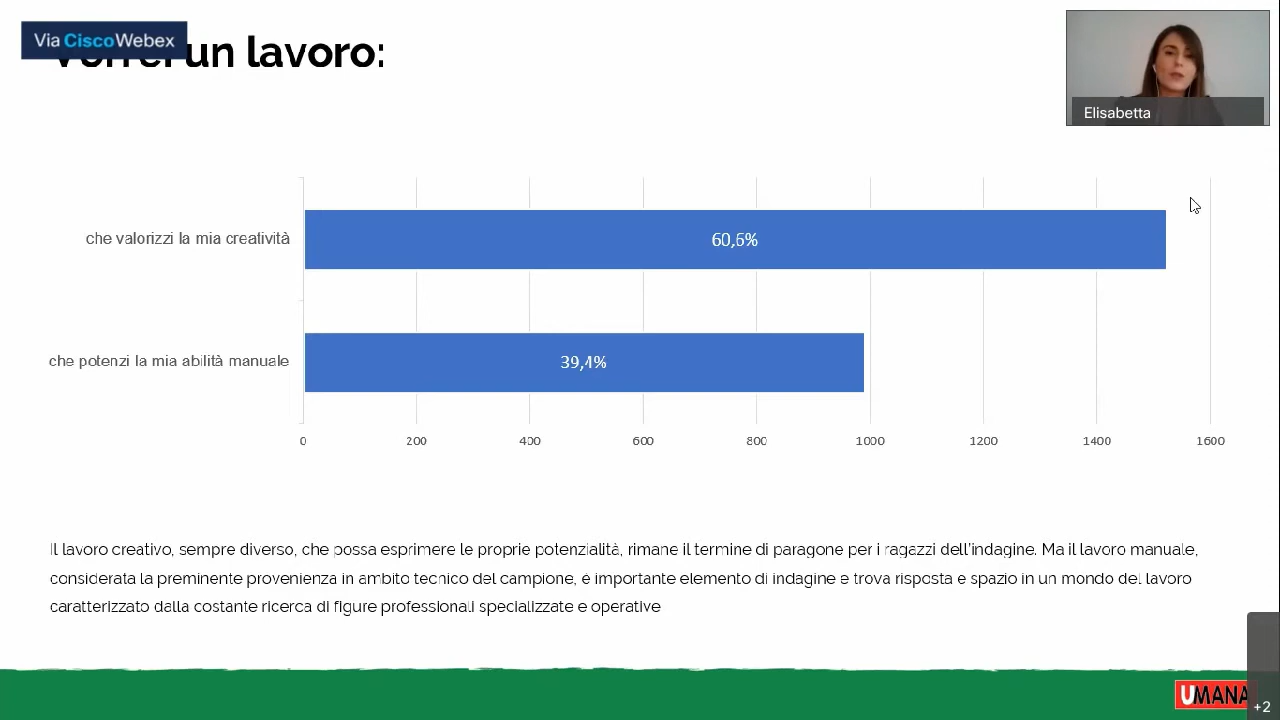 Via CiscoWebex
un lavoro:
Elisabetta
che valorizzi la mia creatività
60,6%
che potenzi la mia abilità manuale
39,4%
0 200 400 600 800 1000 1200 1400 1600
Il lavoro creativo, sempre diverso, che possa esprimere le proprie potenzialità, rimane il termine di paragone per i ragazzi dell'indagine. Ma il lavoro manuale,
considerata la preminente provenienza in ambito tecnico del campione, è importante elemento di indagine e trova risposta e spazio in un mondo del lavoro
caratterizzato dalla costante ricerca di figure professionali specializzate e operative
UMANA
+2